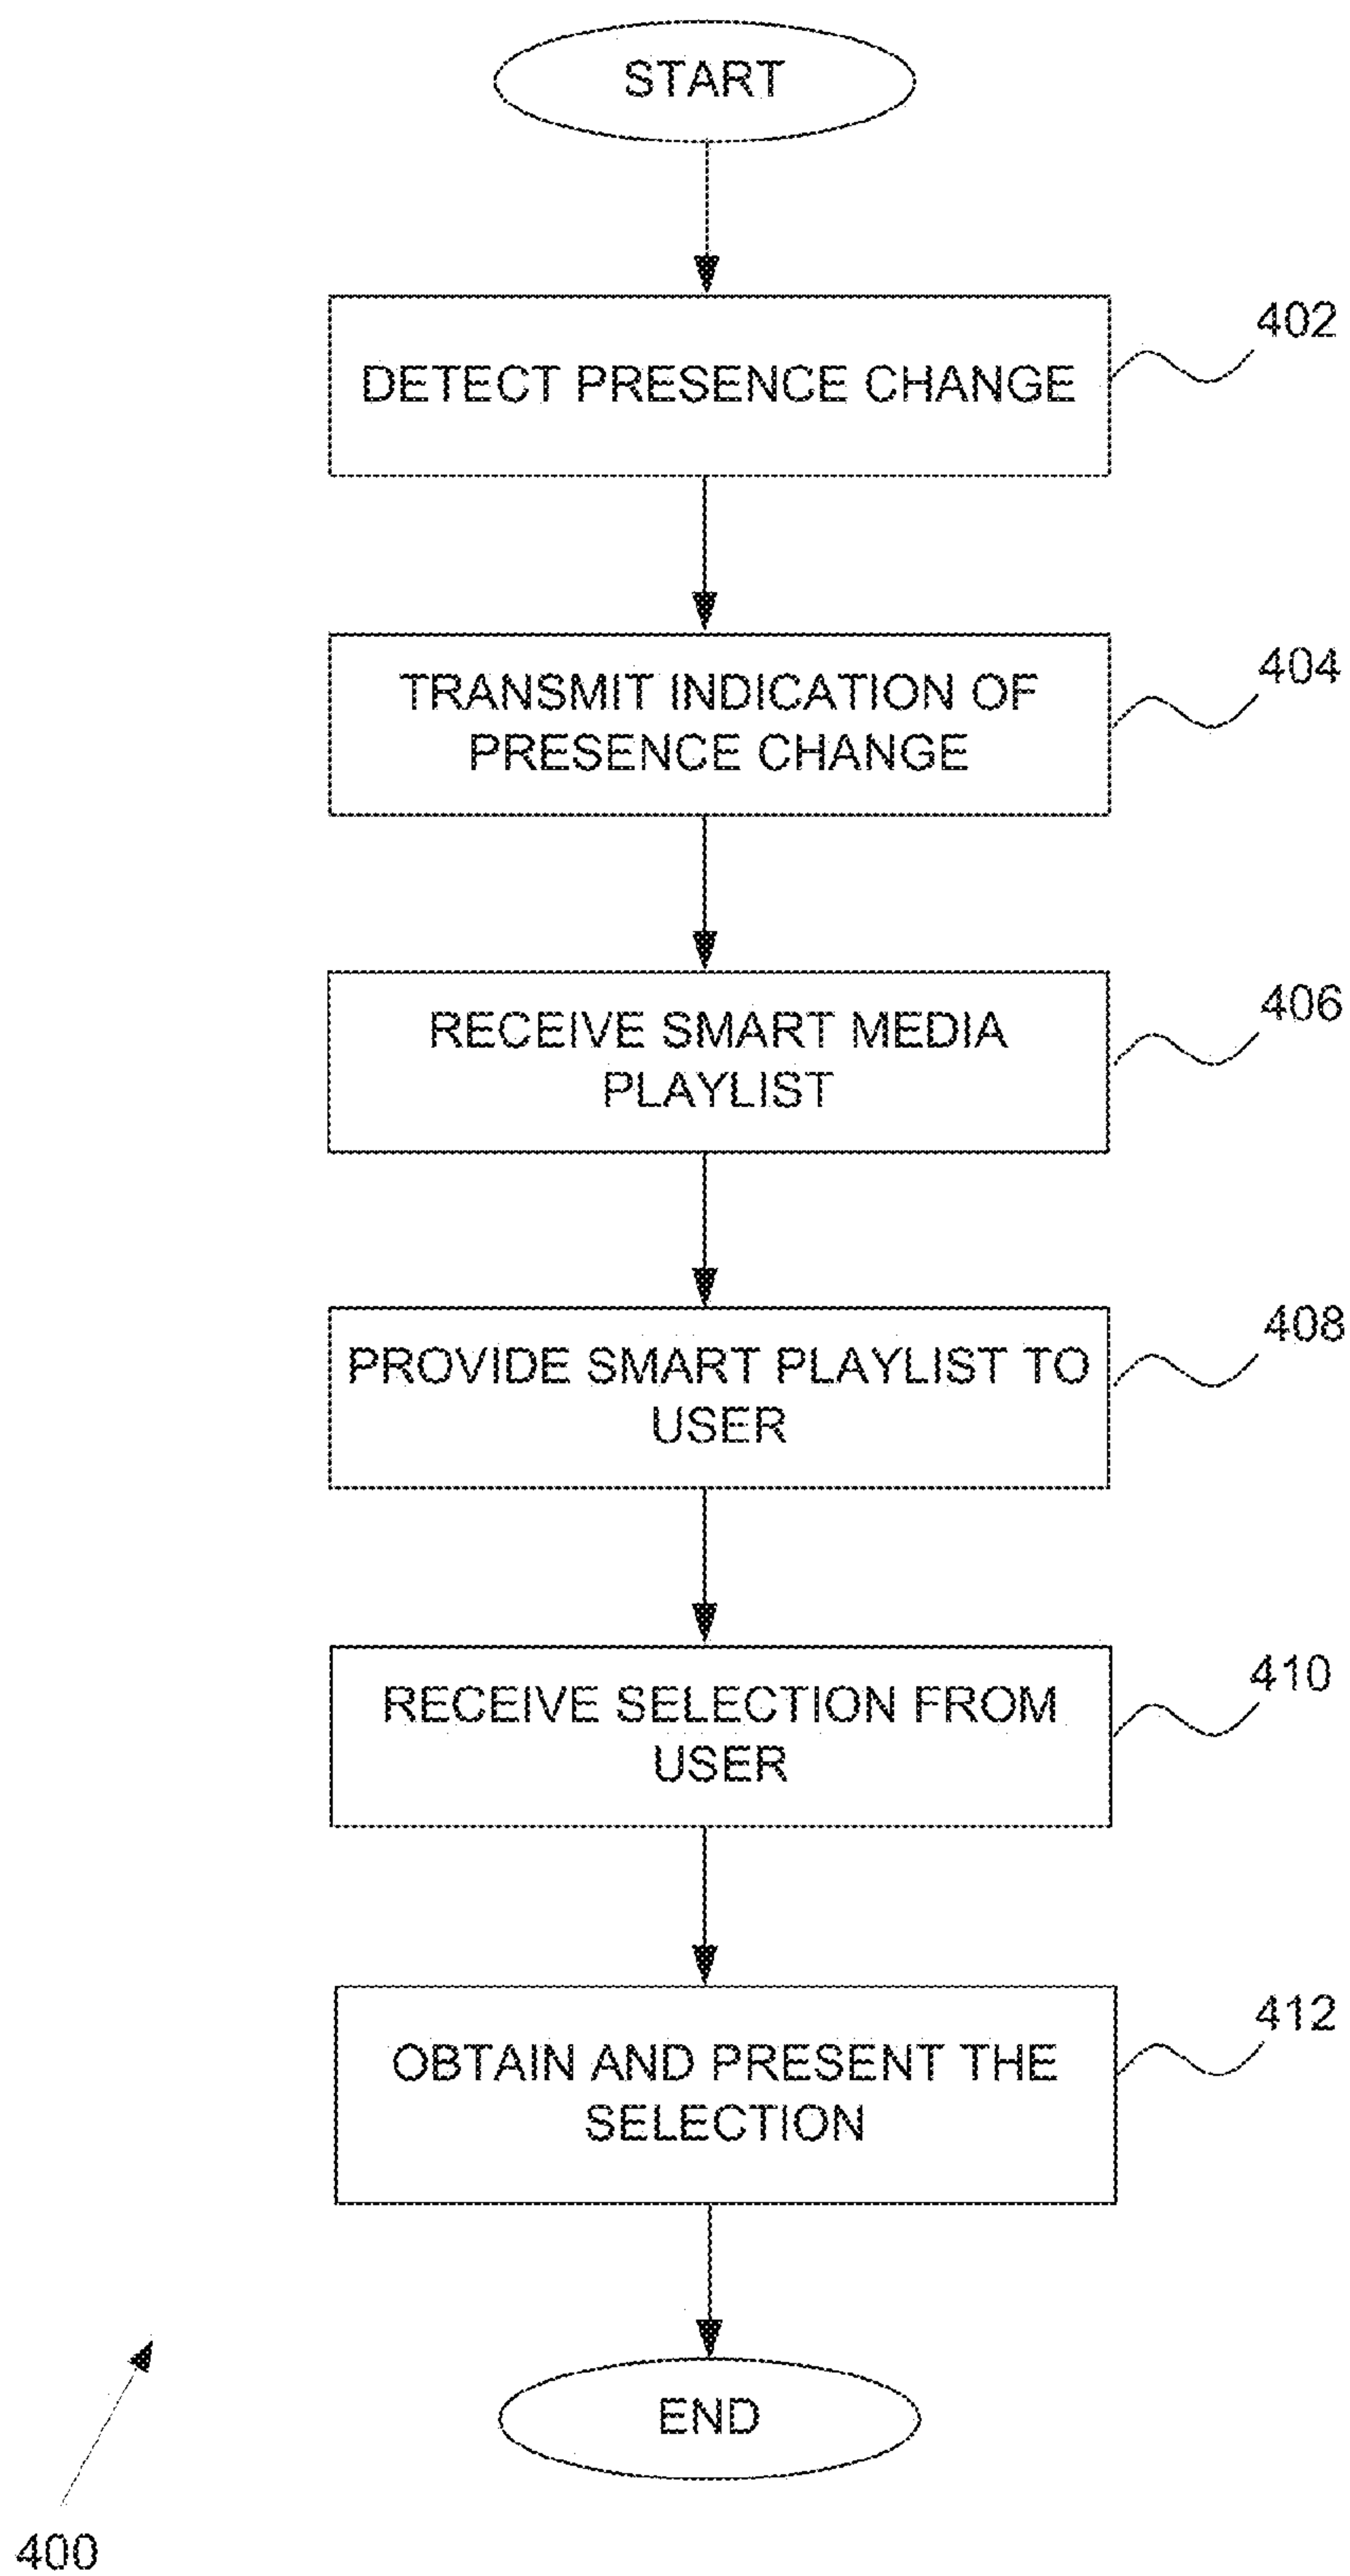 START
DETECT PRESENCE CHANGE
402
TRANSMIT INDICATION OF
PRESENCE CHANGE
404
RECEIVE SMART MEDIA
PLAYLIST
406
PROVIDE SMART PLAYLIST TO
USER
408
RECEIVE SELECTION FROM
USER
410
OBTAIN AND PRESENT THE
SELECTION
412
END
400